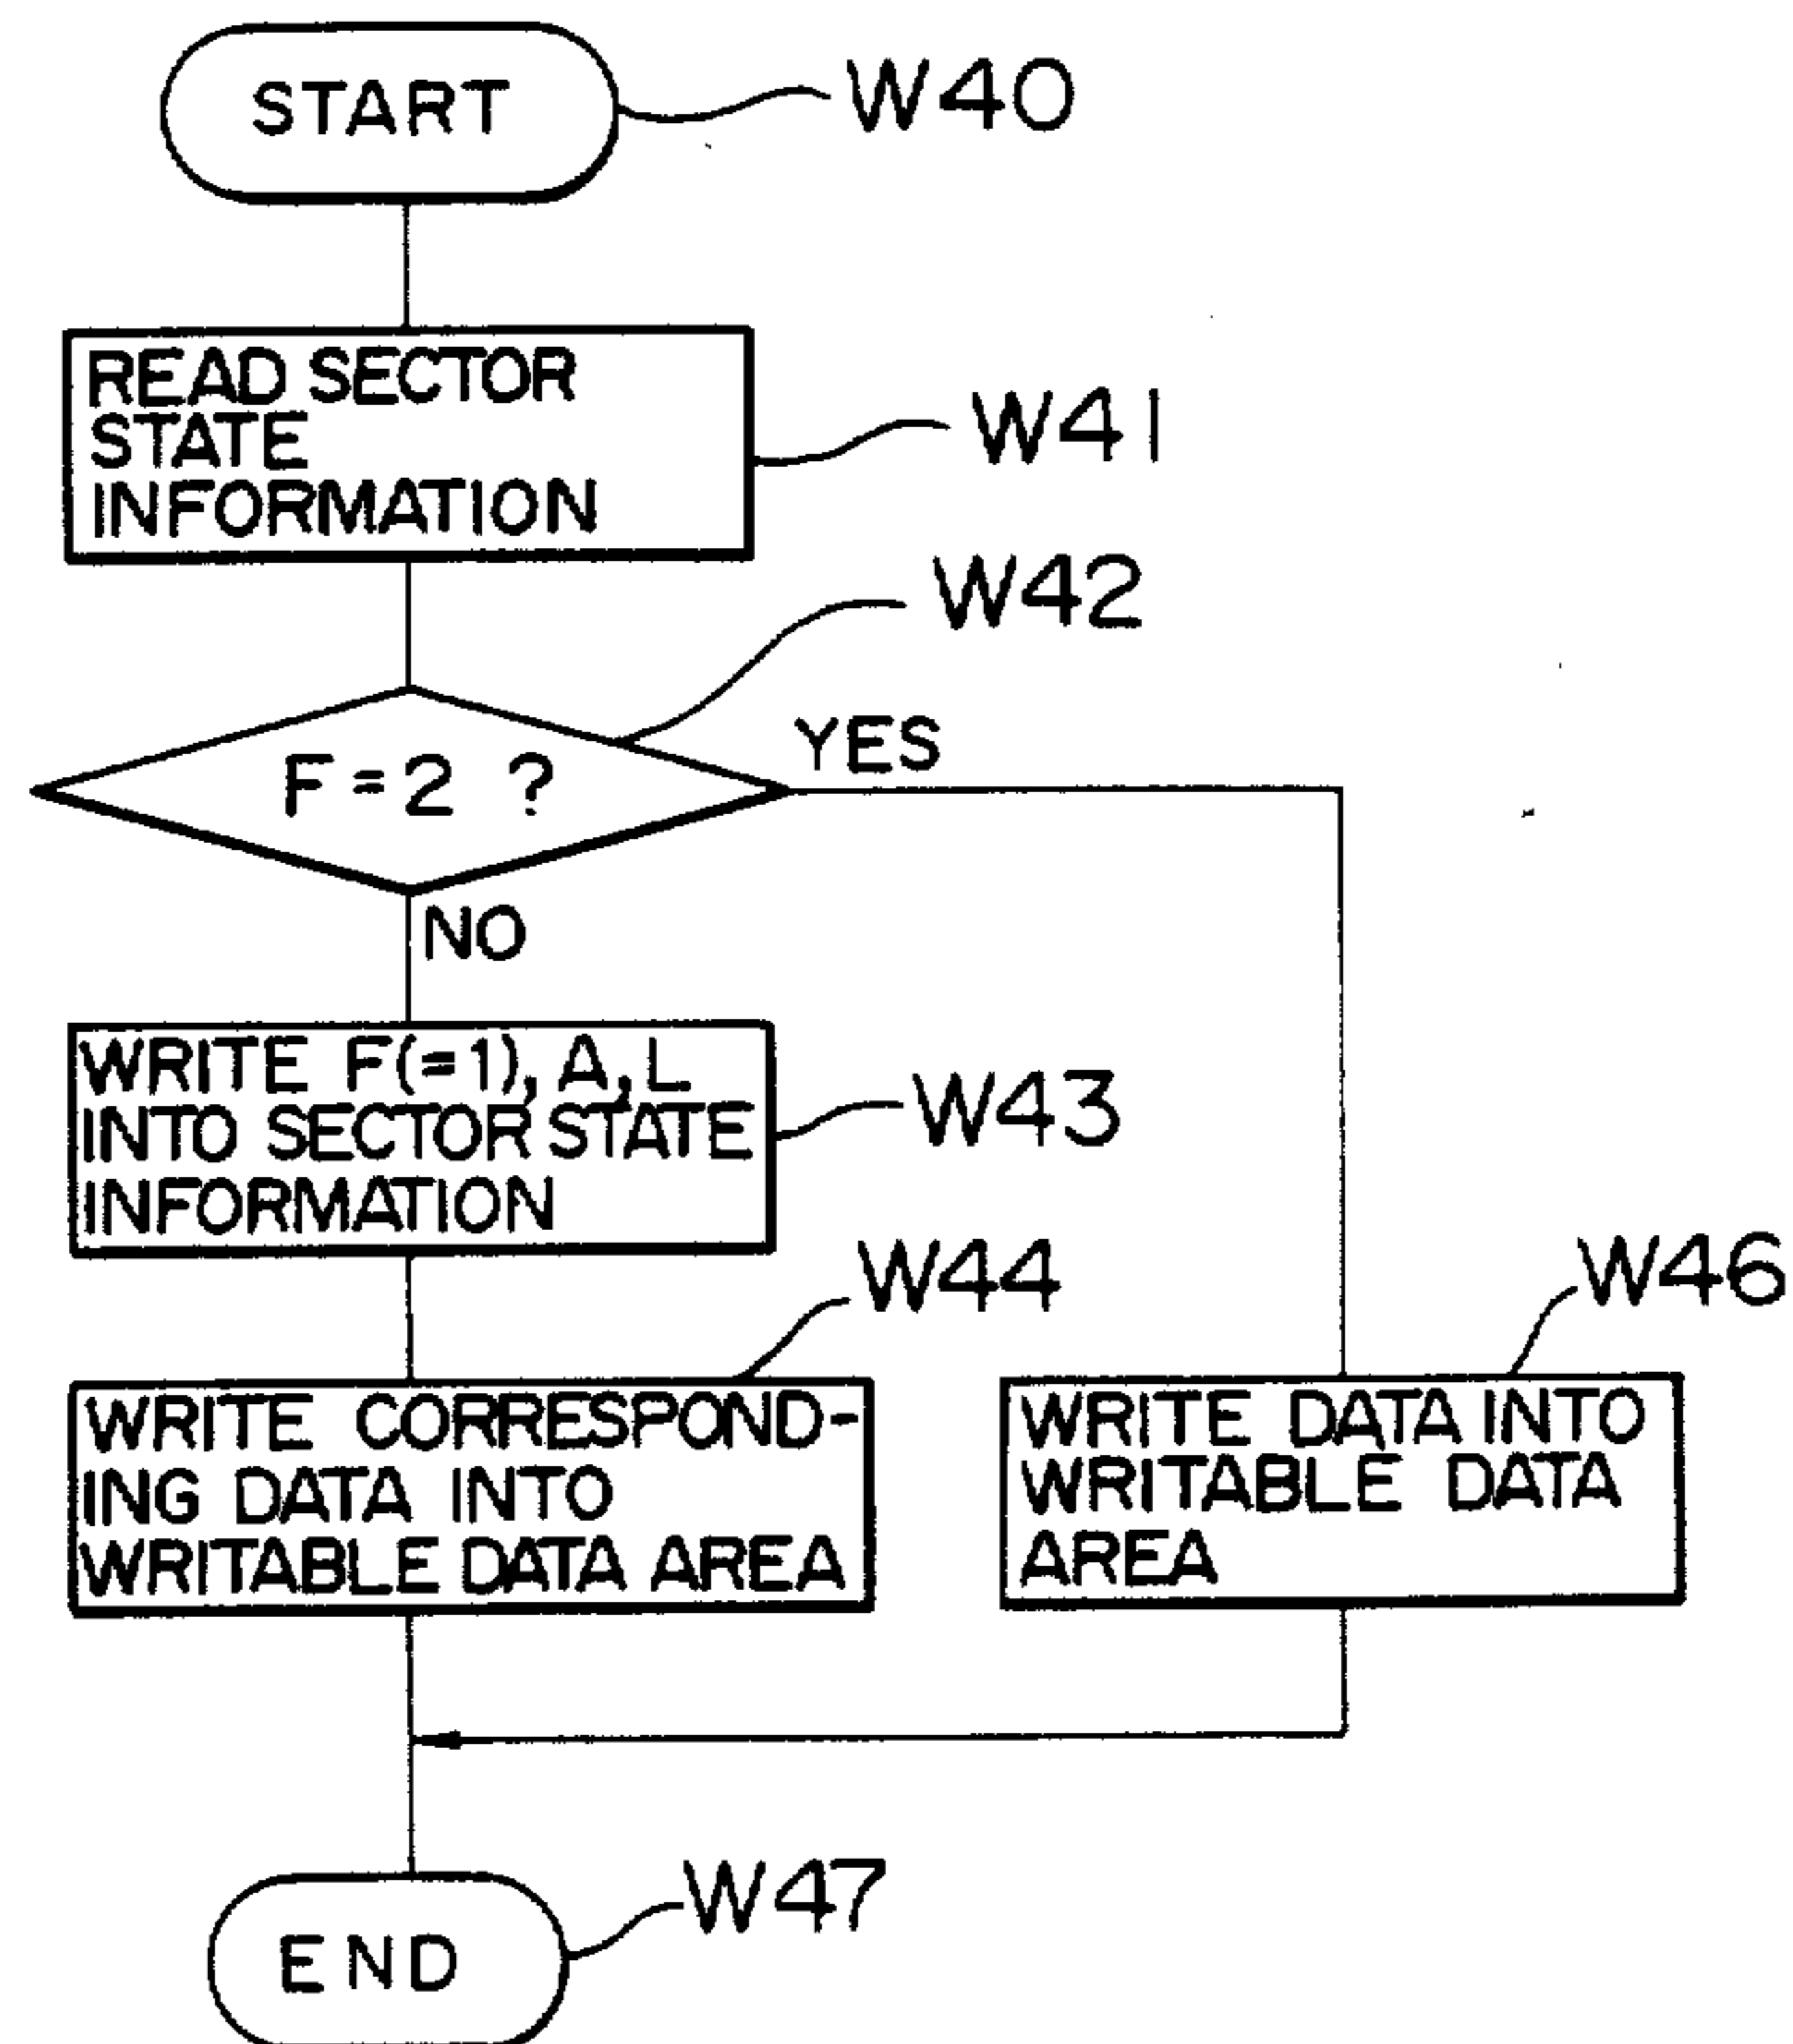 START
W40
READ SECTOR
STATE
INFORMATION
W41
W42
F=2 ?
YES
NO
WRITE F(=1), A, L
INTO SECTOR STATE
INFORMATION
W43
W44
WRITE CORRESPOND-
ING DATA INTO
WRITABLE DATA AREA
W46
WRITE DATA INTO
WRITABLE DATA
AREA
END
W47